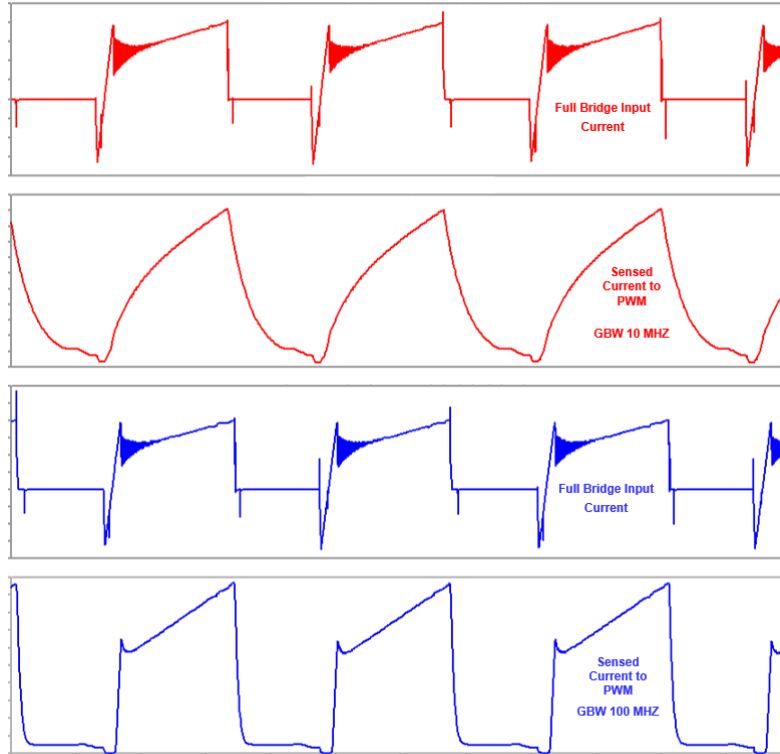 Full Bridge Input
Current
Sensed
Current to
PWM
GBW 10 MHZ
Full Bridge Input
Current
Sensed
Current to
PWM
GBW 100 MHZ